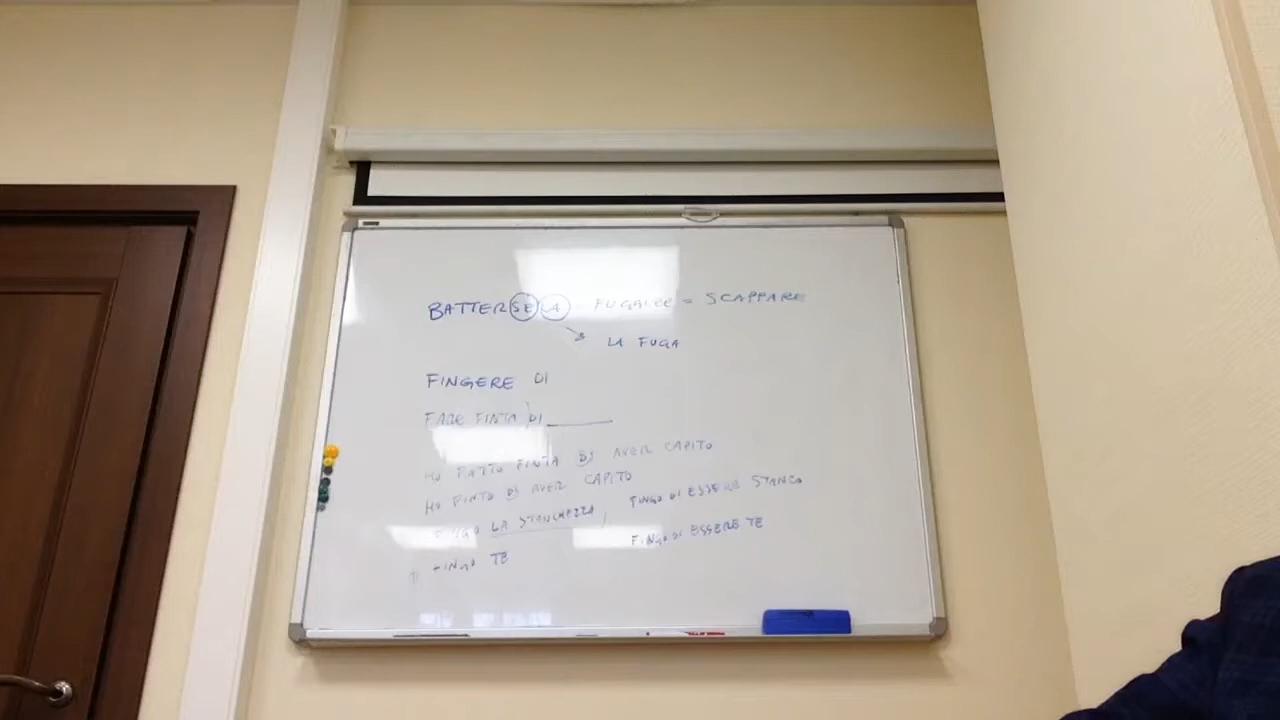 BATTERSELA = FUGGIRE = SCAPPARE
LA FUGA
FINGERE DI
FARE FINTA DI ______
HO FATTO FINTA DI AVER CAPITO
HO FINTO DI AVER CAPITO
FINGO LA STANCHEZZA / FINGO DI ESSERE STANCO
FINGO TE FINGO DI ESSERE TE